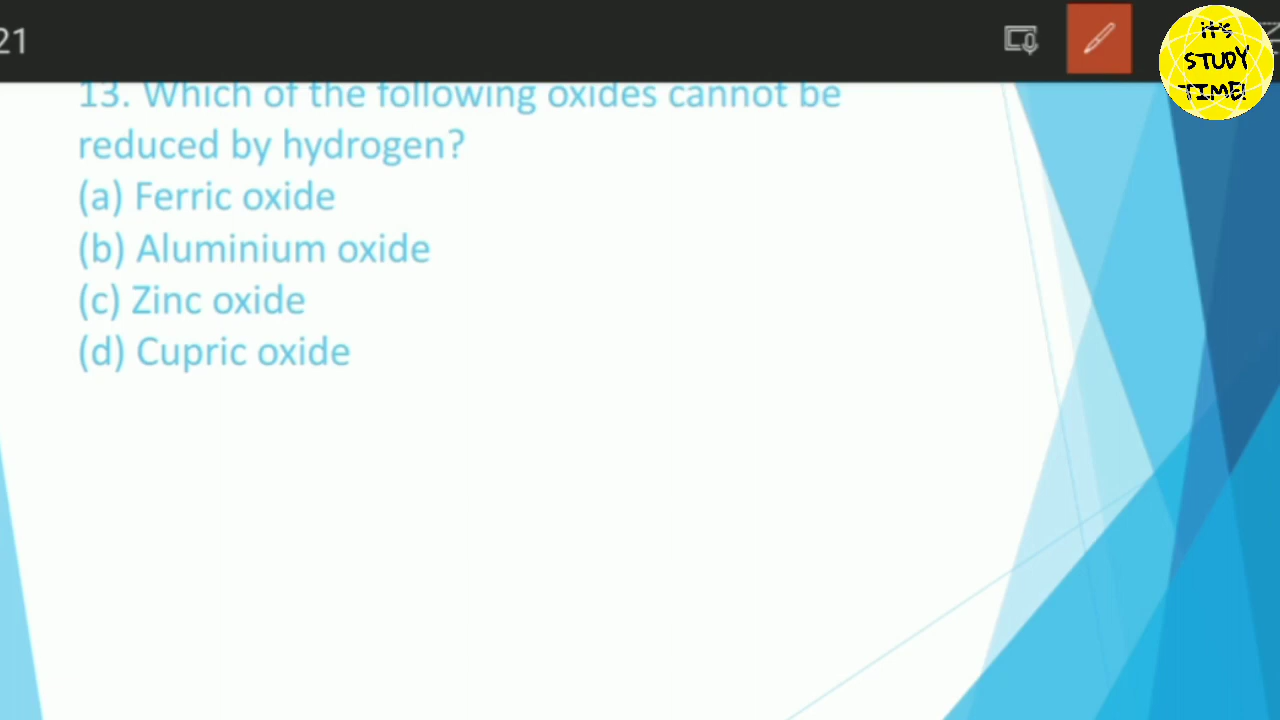 21
IT'S
STUDY
TIME!
13. Which of the following oxides cannot be
reduced by hydrogen?
(a) Ferric oxide
(b) Aluminium oxide
(c) Zinc oxide
(d) Cupric oxide